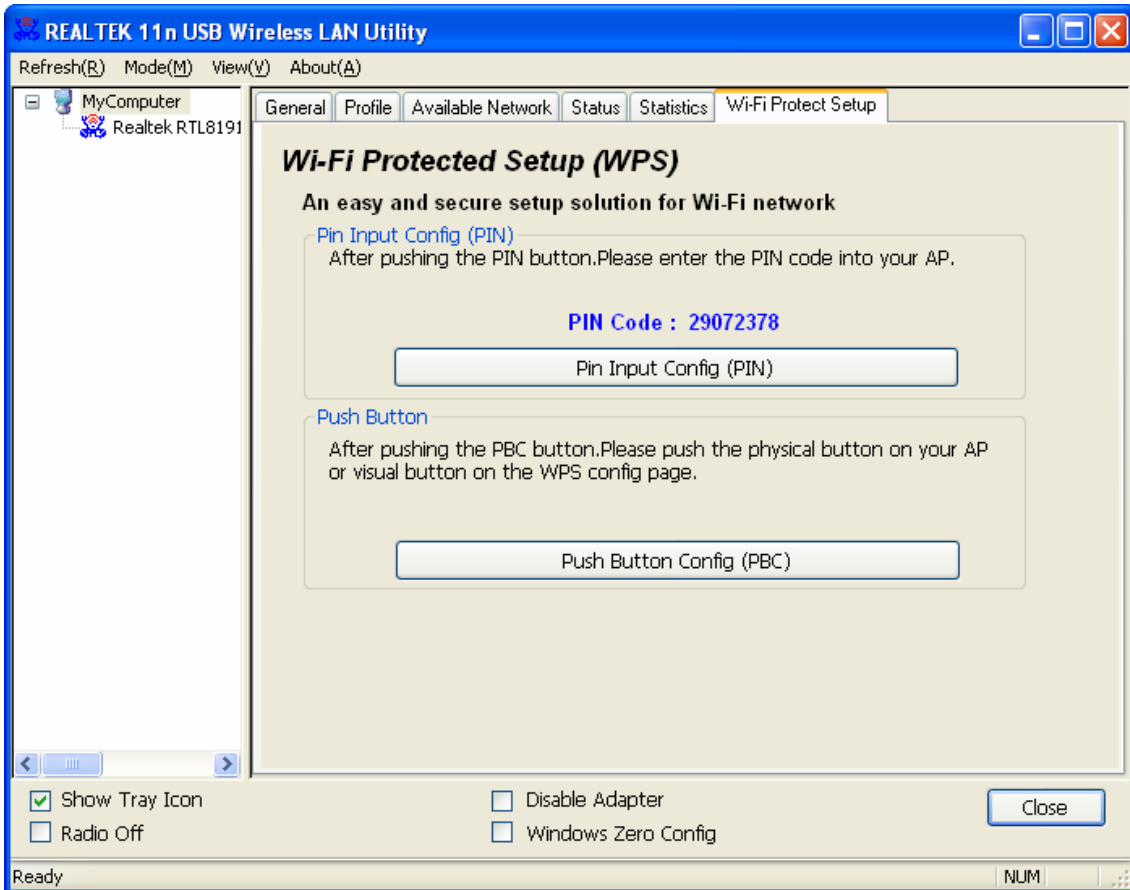 REALTEK 11n USB Wireless LAN Utility
Refresh(R) Mode(M) View(V) About(A)
MyComputer
Realtek RTL8191
General Profile Available Network Status Statistics Wi-Fi Protect Setup
Wi-Fi Protected Setup (WPS)
An easy and secure setup solution for Wi-Fi network
Pin Input Config (PIN)
After pushing the PIN button.Please enter the PIN code into your AP.
PIN Code : 29072378
Pin Input Config (PIN)
Push Button
After pushing the PBC button.Please push the physical button on your AP
or visual button on the WPS config page.
Push Button Config (PBC)
Show Tray Icon
Disable Adapter
Close
Radio Off
Windows Zero Config
Ready
NUM